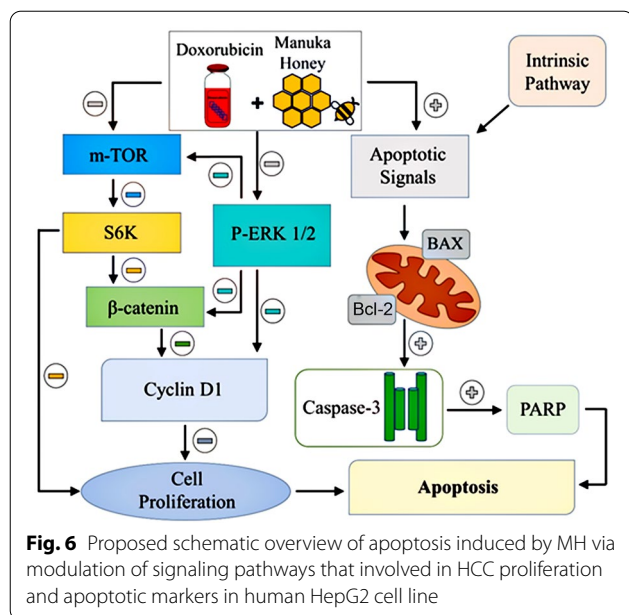 Doxorubicin
Manuka
Honey
+
Intrinsic
Pathway
m-TOR
Apoptotic
Signals
S6K
P-ERK 1/2
BAX
Bcl-2
β-catenin
Cyclin D1
Caspase-3
PARP
Cell
Proliferation
Apoptosis
Fig. 6 Proposed schematic overview of apoptosis induced by MH via
modulation of signaling pathways that involved in HCC proliferation
and apoptotic markers in human HepG2 cell line